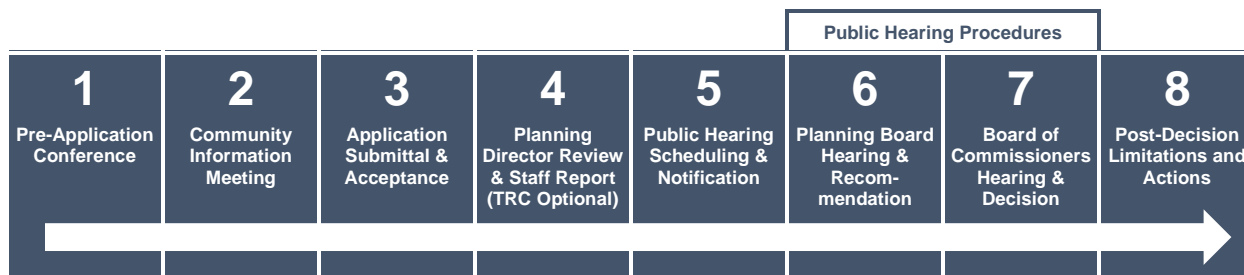 Public Hearing Procedures
1
Pre-Application
Conference
2
Community
Information
Meeting
3
Application
Submittal &
Acceptance
4
Planning
Director Review
& Staff Report
(TRC Optional)
5
Public Hearing
Scheduling &
Notification
6
Planning Board
Hearing &
Recom-
mendation
7
Board of
Commissioners
Hearing &
Decision
8
Post-Decision
Limitations and
Actions